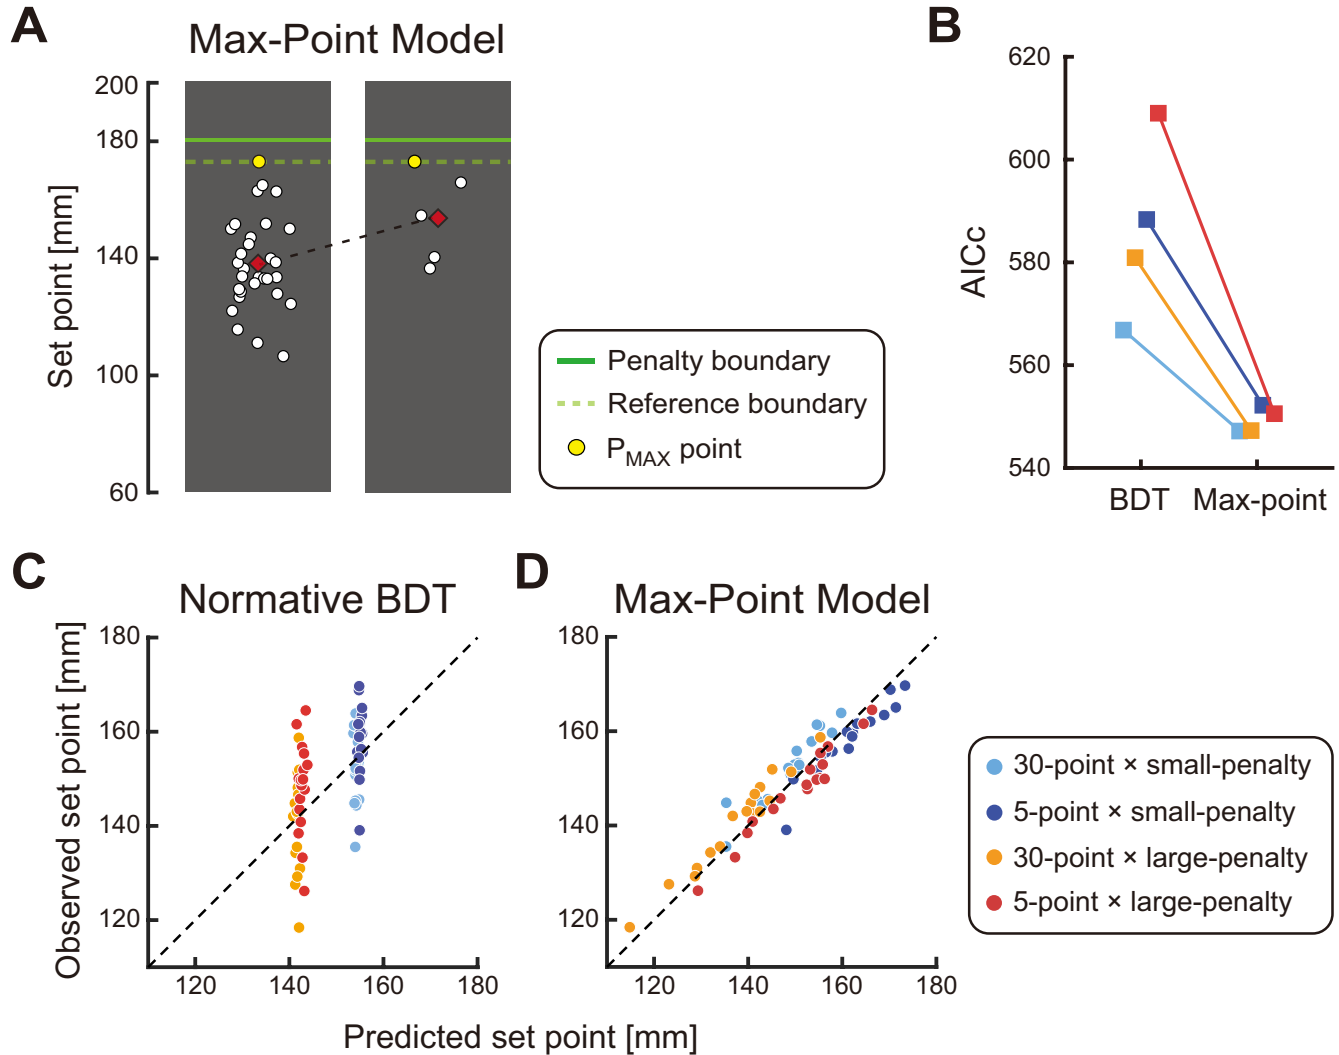 A
Max-Point Model
200
180
140
100
60
Set point [mm]
Penalty boundary
Reference boundary
PMAX point
B
620
600
580
560
540
AICc
BDT
Max-point
C
Normative BDT
180
160
140
120
Observed set point [mm]
120
140
160
180
D
Max-Point Model
180
160
140
120
120
140
160
180
Predicted set point [mm]
30-point × small-penalty
5-point × small-penalty
30-point × large-penalty
5-point × large-penalty